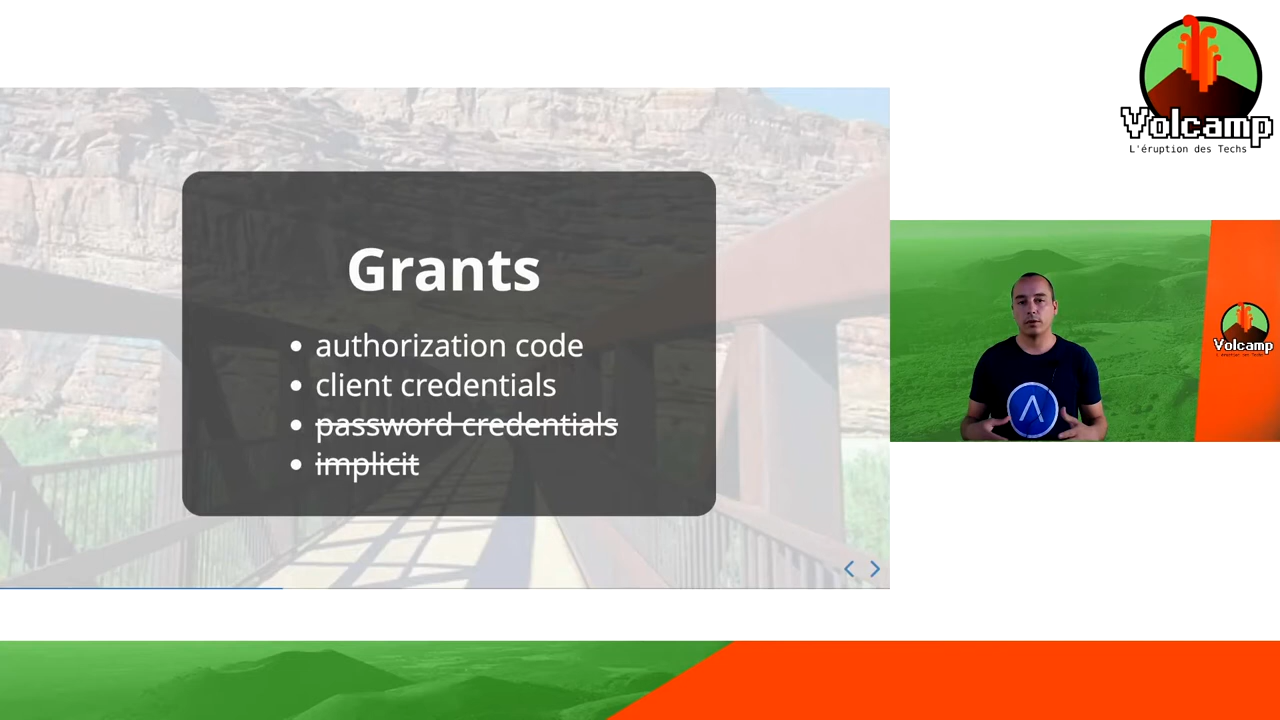 Volcamp
L'éruption des Techs
Grants
authorization code
client credentials
password credentials
implicit
Volcamp